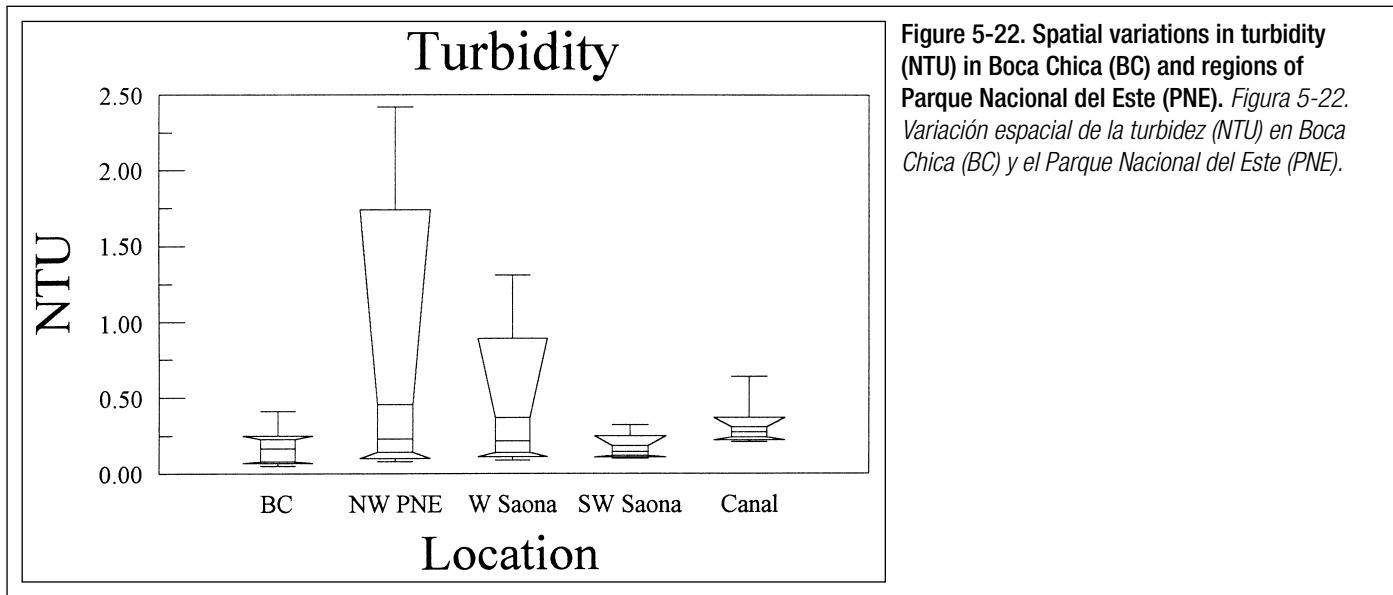 Turbidity
2.50
2.00
1.50
1.00
0.50
0.00
NTU
BC NW PNE W Saona SW Saona Canal
Location
Figure 5-22. Spatial variations in turbidity
(NTU) in Boca Chica (BC) and regions of
Parque Nacional del Este (PNE). Figura 5-22.
Variación espacial de la turbidez (NTU) en Boca
Chica (BC) y el Parque Nacional del Este (PNE).